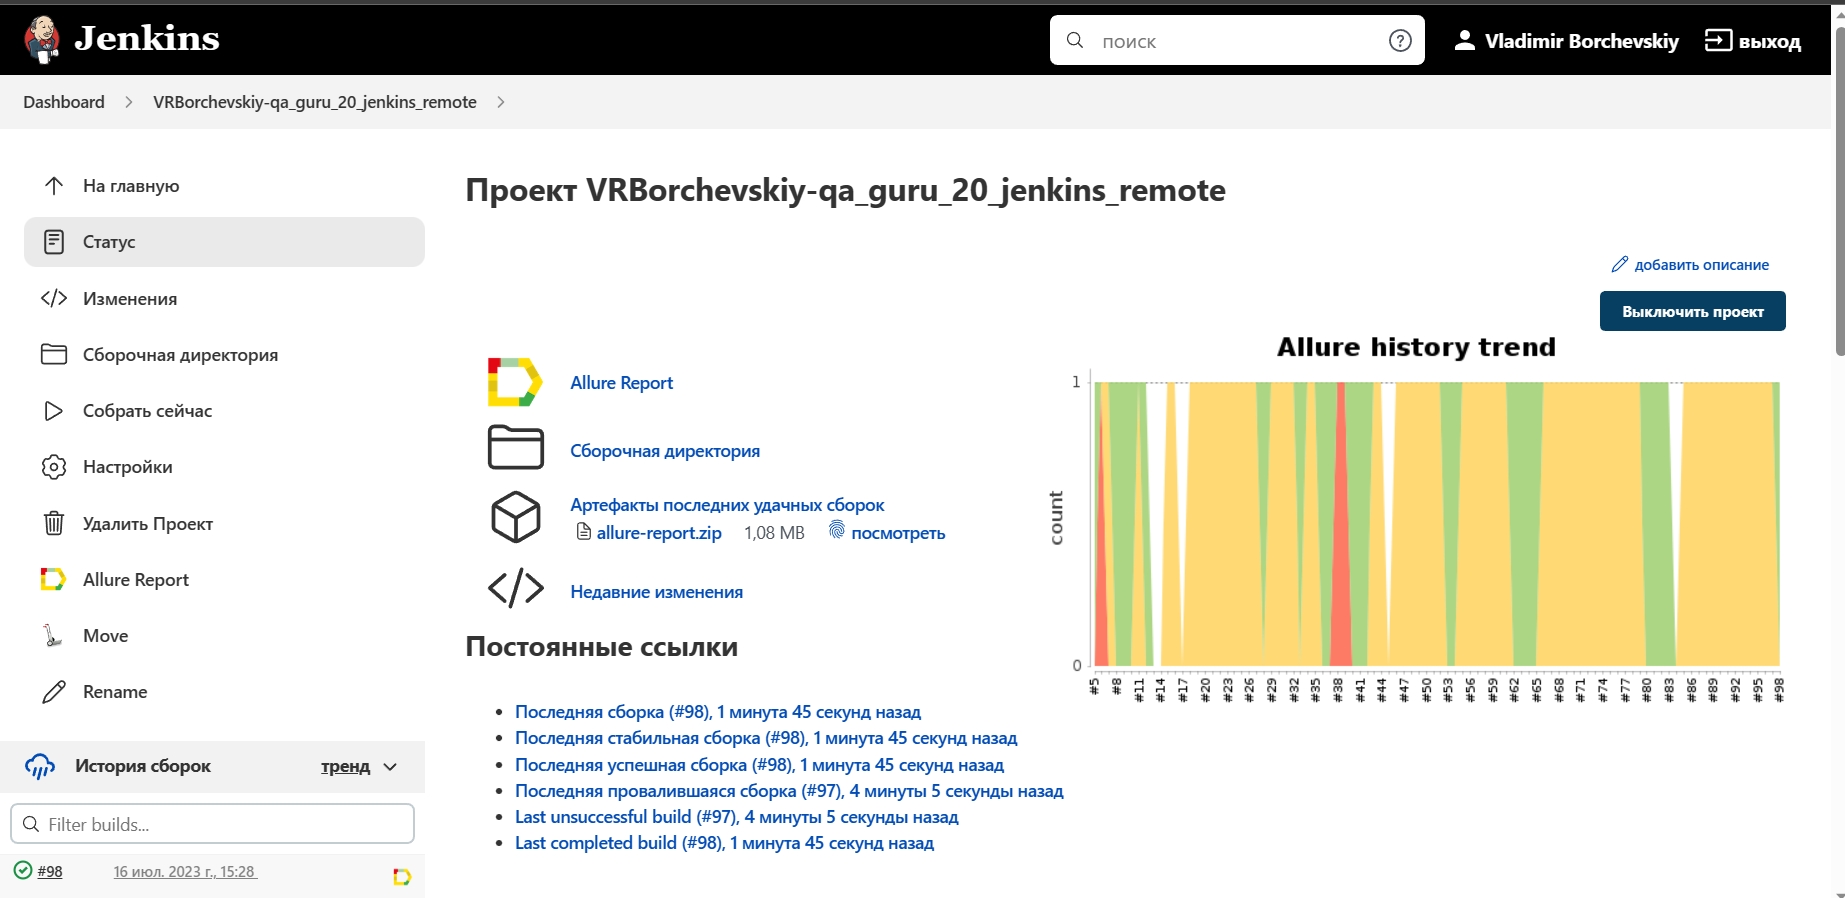 Jenkins
поиск
Vladimir Borchevskiy
выход
Dashboard
VRBorchevskiy-qa_guru_20_jenkins_remote
На главную
Статус
Изменения
Сборочная директория
Собрать сейчас
Настройки
Удалить Проект
Allure Report
Move
Rename
История сборок
тренд
Filter builds...
#98
16 июл. 2023 г., 15:28
Проект VRBorchevskiy-qa_guru_20_jenkins_remote
добавить описание
Выключить проект
Allure Report
Сборочная директория
Артефакты последних удачных сборок
allure-report.zip 1,08 MB посмотреть
Недавние изменения
Постоянные ссылки
Последняя сборка (#98), 1 минута 45 секунд назад
Последняя стабильная сборка (#98), 1 минута 45 секунд назад
Последняя успешная сборка (#98), 1 минута 45 секунд назад
Последняя провалившаяся сборка (#97), 4 минуты 5 секунды назад
Last unsuccessful build (#97), 4 минуты 5 секунды назад
Last completed build (#98), 1 минута 45 секунд назад
Allure history trend
count
1
0
#5 #8 #11 #14 #17 #20 #23 #26 #29 #32 #35 #38 #41 #44 #47 #50 #53 #56 #59 #62 #65 #68 #71 #74 #77 #80 #83 #86 #89 #92 #95 #98